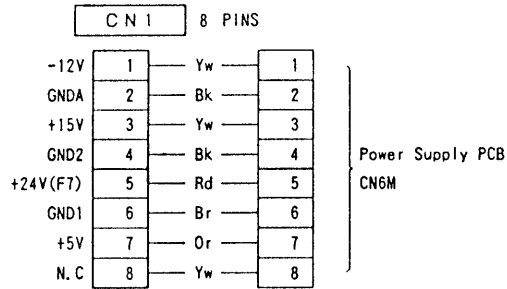 CN1 8 PINS
-12V 1 Yw 1
GNDA 2 Bk 2
+15V 3 Yw 3
GND2 4 Bk 4 Power Supply PCB
+24V(F7) 5 Rd 5 CN6M
GND1 6 Br 6
+5V 7 Or 7
N.C 8 Yw 8